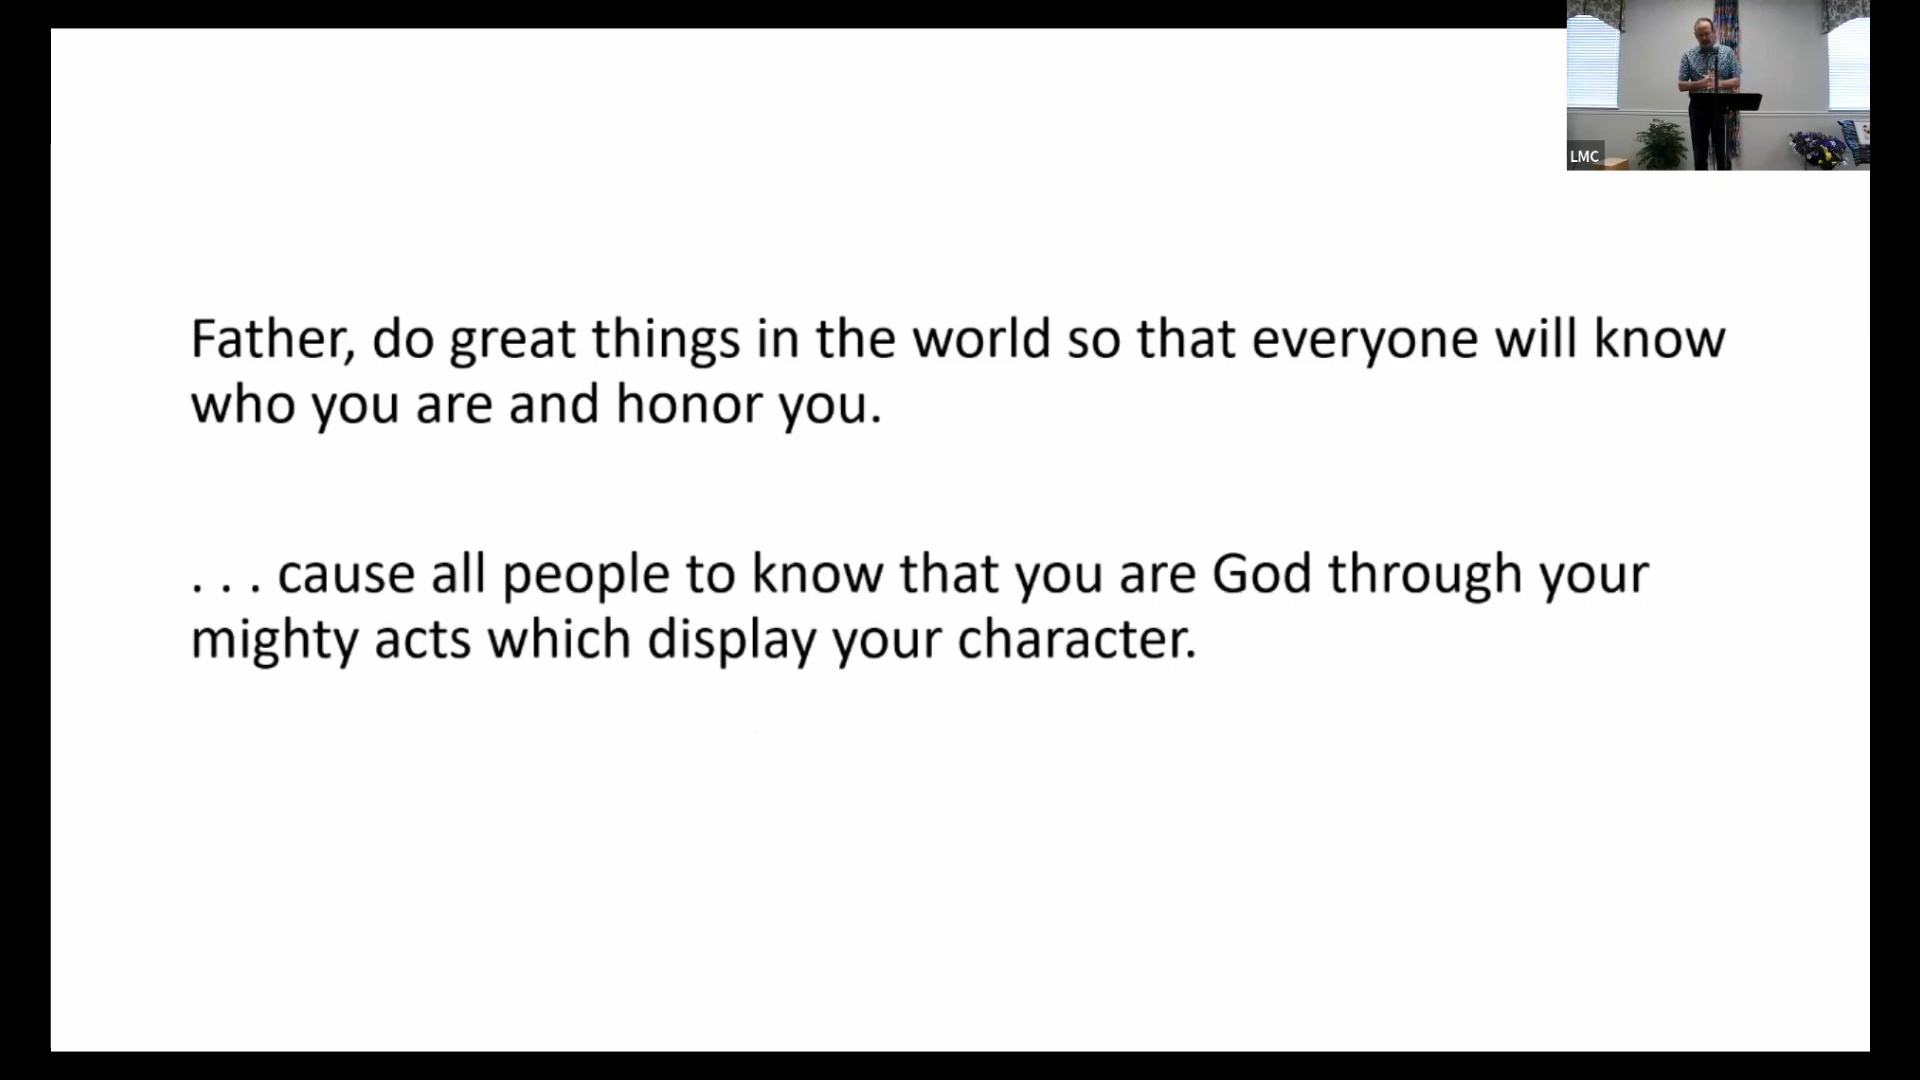 LMC
Father, do great things in the world so that everyone will know
who you are and honor you.
. . . cause all people to know that you are God through your
mighty acts which display your character.